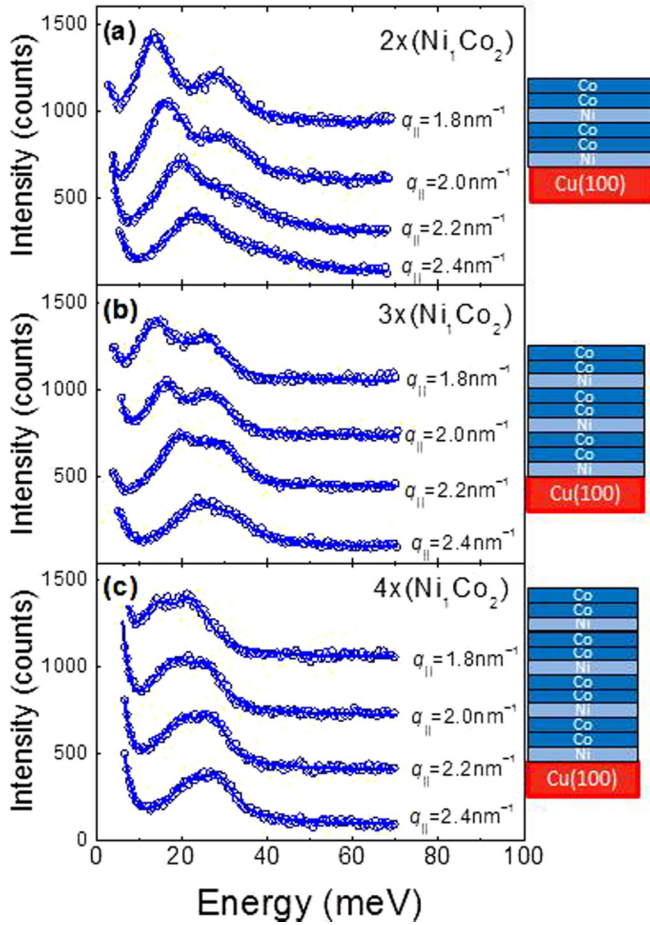 (a) 2x(Ni₁Co₂)
1500
1000
500
Intensity (counts)
q||=1.8nm⁻¹
q||=2.0nm⁻¹
q||=2.2nm⁻¹
q||=2.4nm⁻¹
Co
Co
Ni
Co
Co
Ni
Cu(100)
(b) 3x(Ni₁Co₂)
1500
1000
500
Intensity (counts)
q||=1.8nm⁻¹
q||=2.0nm⁻¹
q||=2.2nm⁻¹
q||=2.4nm⁻¹
Co
Co
Ni
Co
Co
Ni
Co
Co
Ni
Cu(100)
(c) 4x(Ni₁Co₂)
1500
1000
500
0
Intensity (counts)
q||=1.8nm⁻¹
q||=2.0nm⁻¹
q||=2.2nm⁻¹
q||=2.4nm⁻¹
Co
Co
Ni
Co
Co
Ni
Co
Co
Ni
Co
Co
Ni
Cu(100)
0 20 40 60 80 100
Energy (meV)